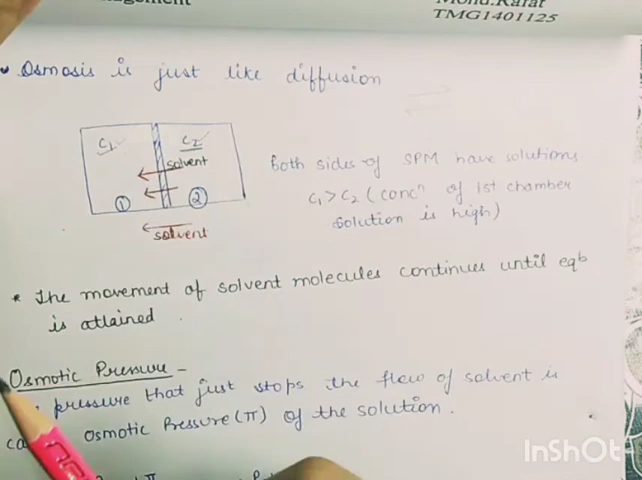 Mohd.Rafat
TMG1401125
Osmosis is just like diffusion
C1
C2
solvent
1
2
solvent
Both sides of SPM have solutions
C1 > C2 (concn of 1st chamber
solution is high)
* The movement of solvent molecules continues until eqb
is attained.
Osmotic Pressure -
pressure that just stops the flow of solvent is
Osmotic Pressure (π) of the solution.
InShOt